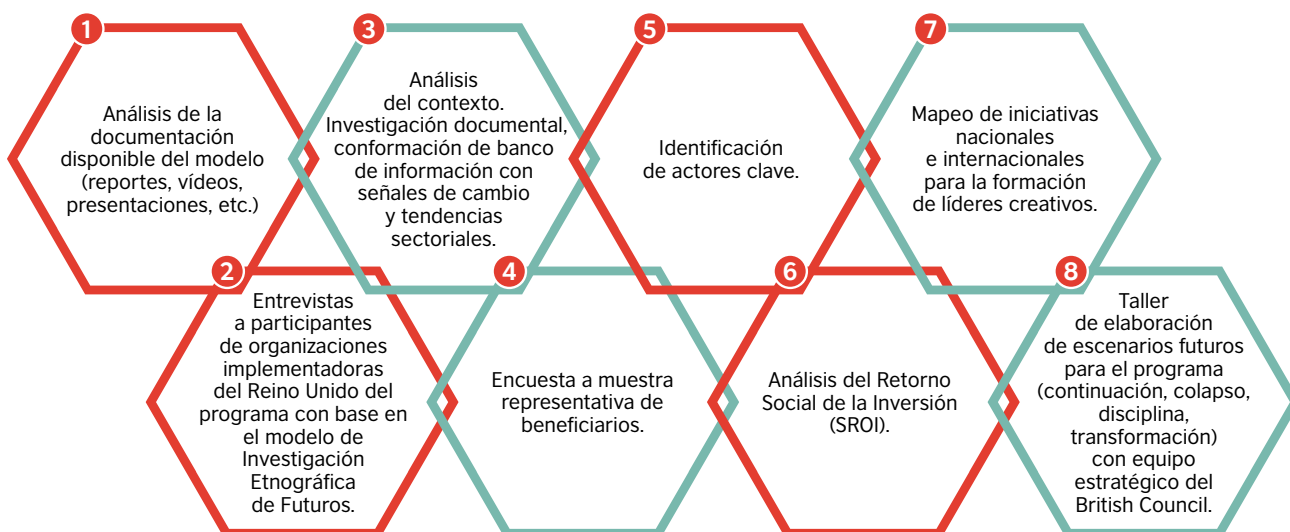 1
Análisis de la
documentación
disponible del modelo
(reportes, vídeos,
presentaciones, etc.)
2
Entrevistas
a participantes
de organizaciones
implementadoras
del Reino Unido del
programa con base en
el modelo de
Investigación
Etnográfica
de Futuros.
3
Análisis
del contexto.
Investigación documental,
conformación de banco
de información con
señales de cambio
y tendencias
sectoriales.
4
Encuesta a muestra
representativa de
beneficiarios.
5
Identificación
de actores clave.
6
Análisis del Retorno
Social de la Inversión
(SROI).
7
Mapeo de iniciativas
nacionales
e internacionales
para la formación
de líderes creativos.
8
Taller
de elaboración
de escenarios futuros
para el programa
(continuación, colapso,
disciplina,
transformación)
con equipo
estratégico del
British Council.